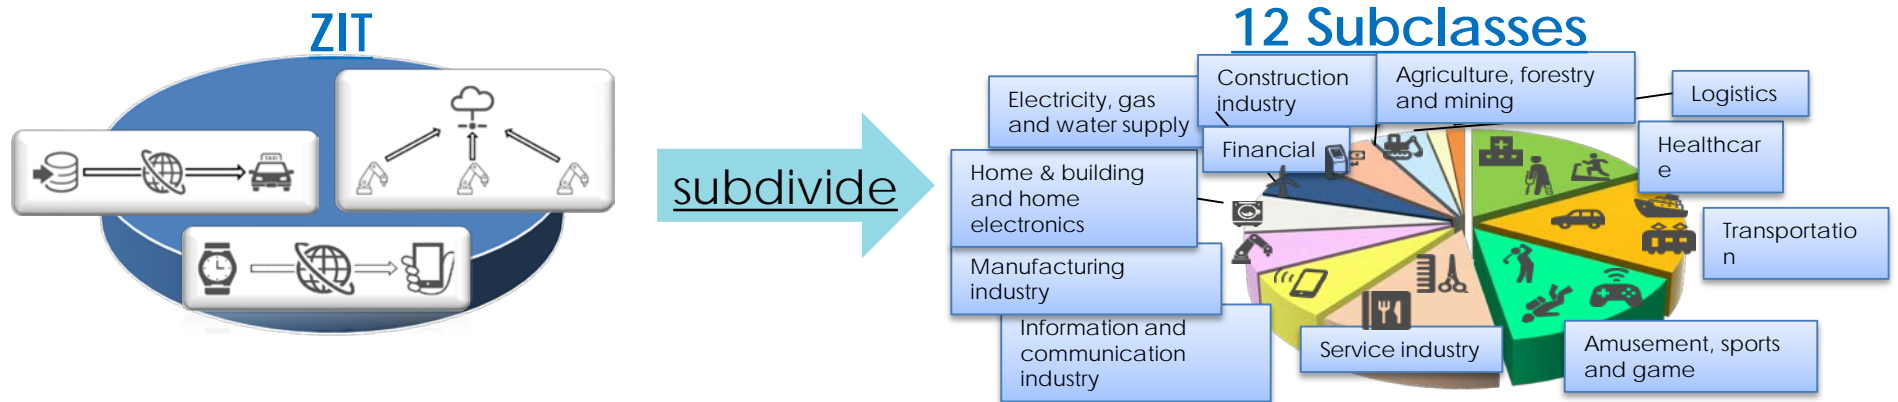 ZIT
12 Subclasses
subdivide
Electricity, gas
and water supply
Construction
industry
Agriculture, forestry
and mining
Logistics
Financial
Healthcar
e
Home & building
and home
electronics
Transportatio
n
Manufacturing
industry
Information and
communication
industry
Service industry
Amusement, sports
and game
TAXI